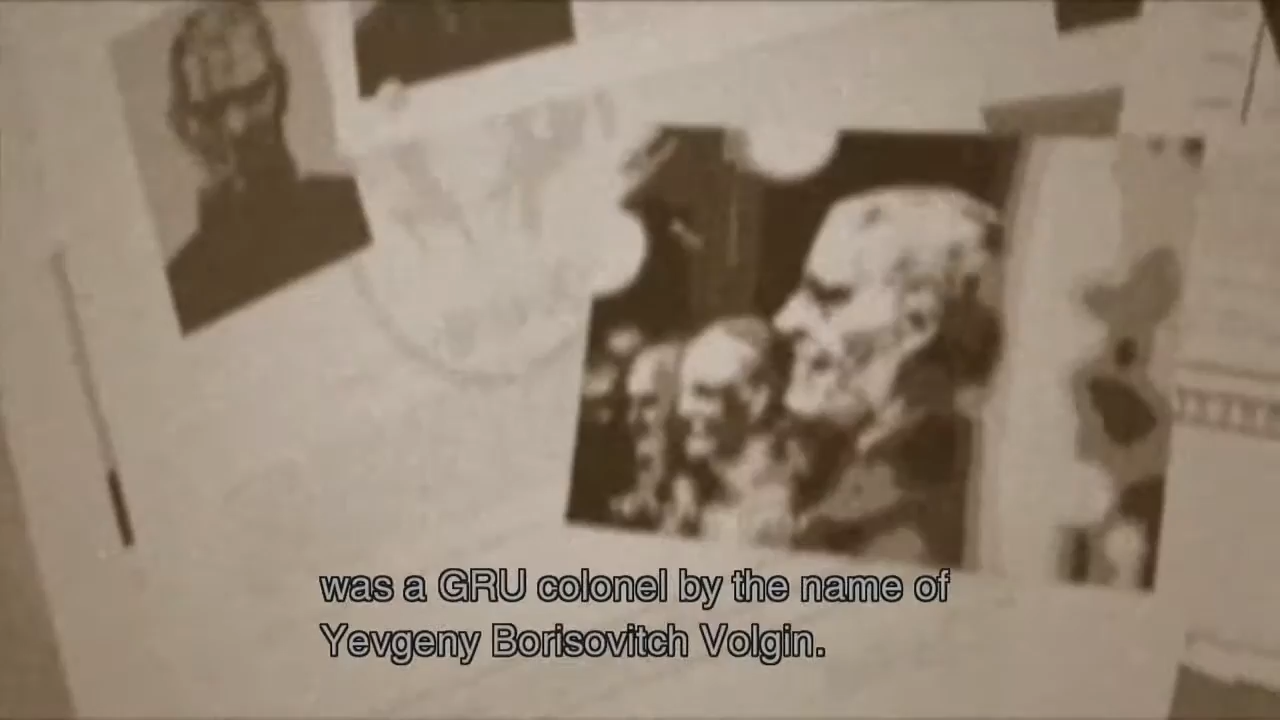 was a GRU colonel by the name of
Yevgeny Borisovitch Volgin.